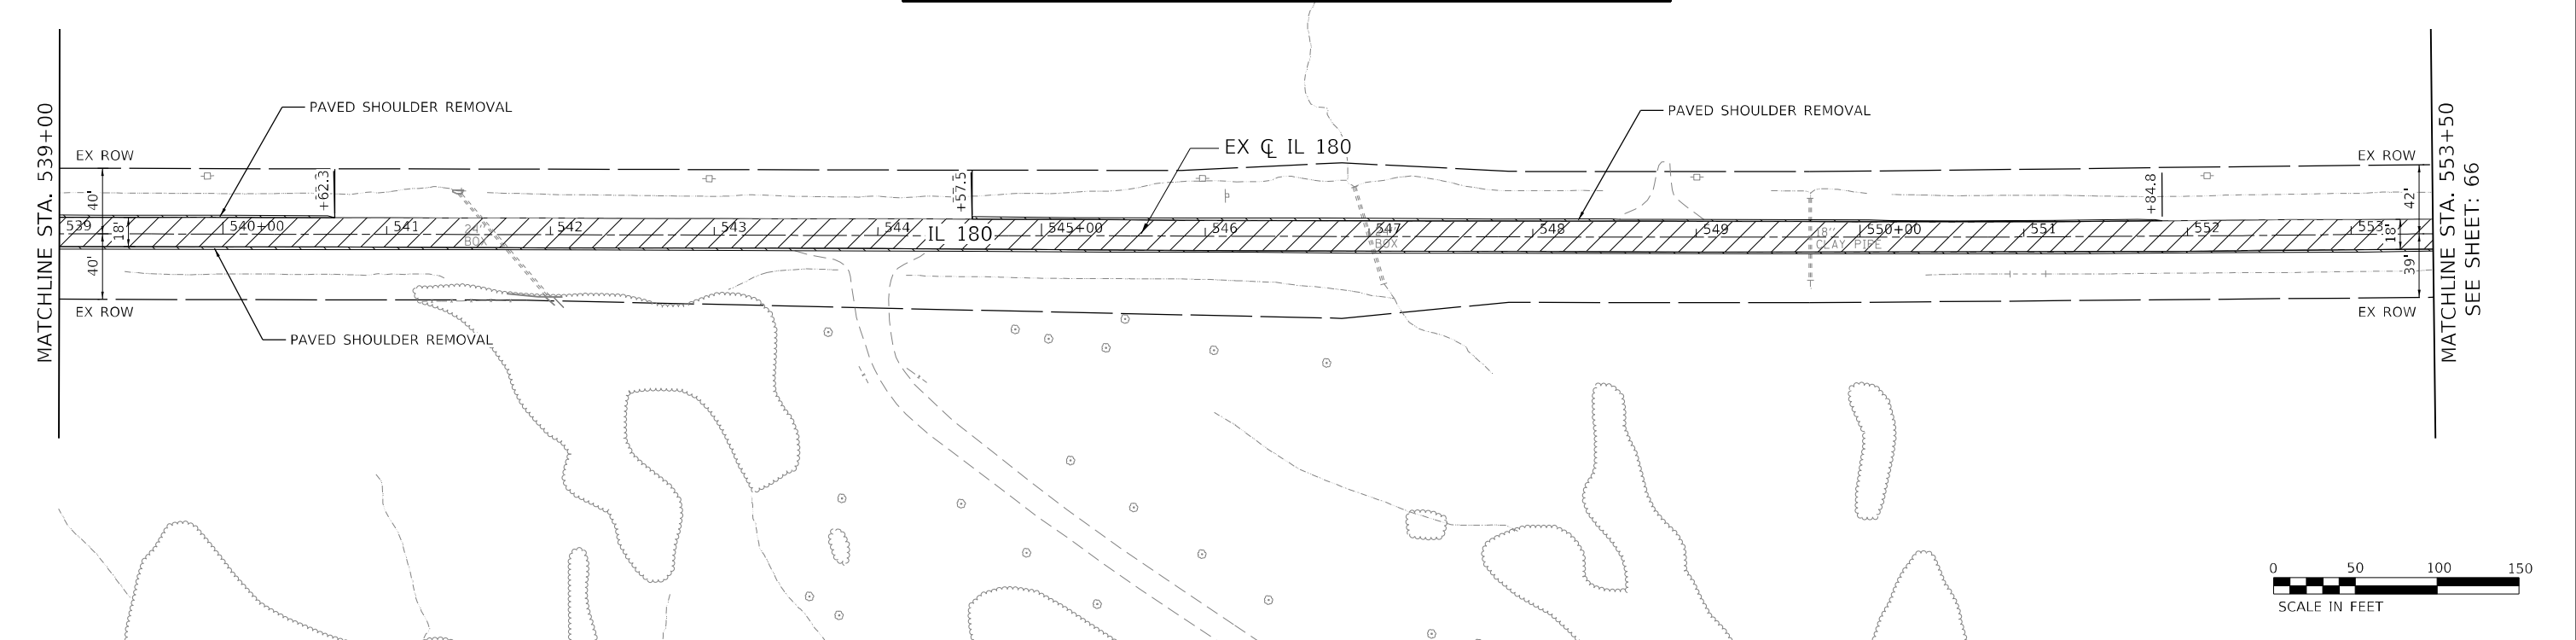 PAVED SHOULDER REMOVAL
PAVED SHOULDER REMOVAL
MATCHLINE STA. 539+00
EX ROW
EX ℄ IL 180
EX ROW
MATCHLINE STA. 553+50
SEE SHEET: 66
40'
+62.3
+57.5
+84.8
42'
539
18'
540+00
541
24"
BOX
542
543
544
IL 180
545+00
546
547
BOX
548
549
18"
CLAY PIPE
550+00
551
552
553
18'
40'
39'
EX ROW
EX ROW
PAVED SHOULDER REMOVAL
0 50 100 150
SCALE IN FEET